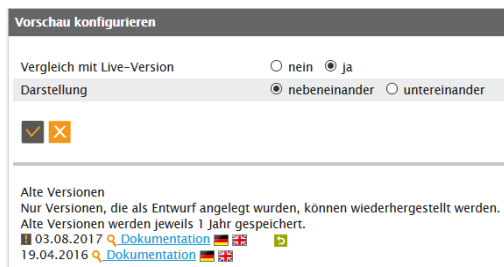 Vorschau konfigurieren
Vergleich mit Live-Version nein ja
Darstellung nebeneinander untereinander
Alte Versionen
Nur Versionen, die als Entwurf angelegt wurden, können wiederhergestellt werden.
Alte Versionen werden jeweils 1 Jahr gespeichert.
03.08.2017 Dokumentation
19.04.2016 Dokumentation